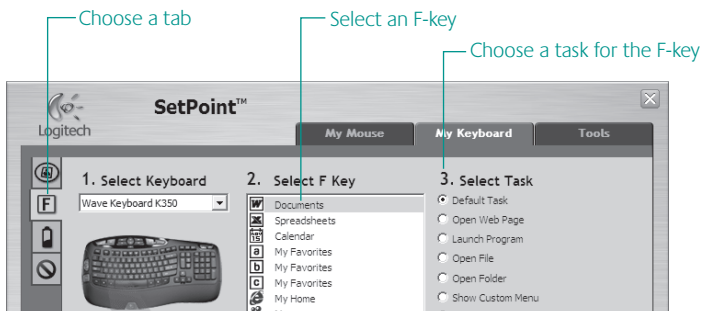 Choose a tab
Select an F-key
Choose a task for the F-key
Logitech
SetPoint™
My Mouse
My Keyboard
Tools
1. Select Keyboard
Wave Keyboard K350
2. Select F Key
Documents
Spreadsheets
Calendar
My Favorites
My Favorites
My Favorites
My Home
3. Select Task
Default Task
Open Web Page
Launch Program
Open File
Open Folder
Show Custom Menu